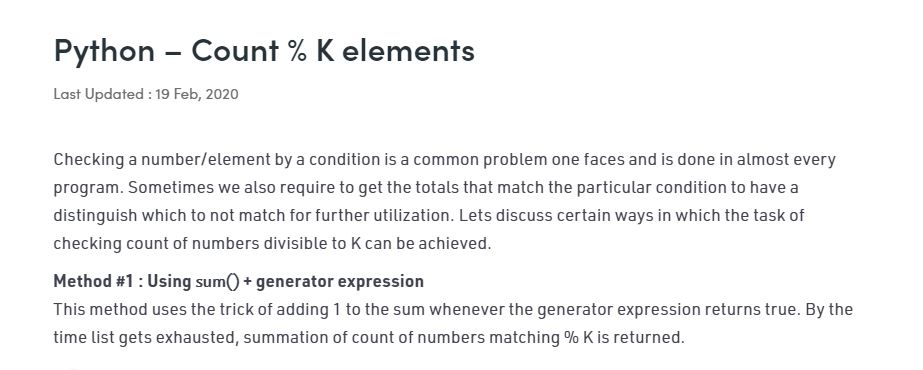 Python – Count % K elements
Last Updated : 19 Feb, 2020
Checking a number/element by a condition is a common problem one faces and is done in almost every
program. Sometimes we also require to get the totals that match the particular condition to have a
distinguish which to not match for further utilization. Lets discuss certain ways in which the task of
checking count of numbers divisible to K can be achieved.
Method #1 : Using sum() + generator expression
This method uses the trick of adding 1 to the sum whenever the generator expression returns true. By the
time list gets exhausted, summation of count of numbers matching % K is returned.